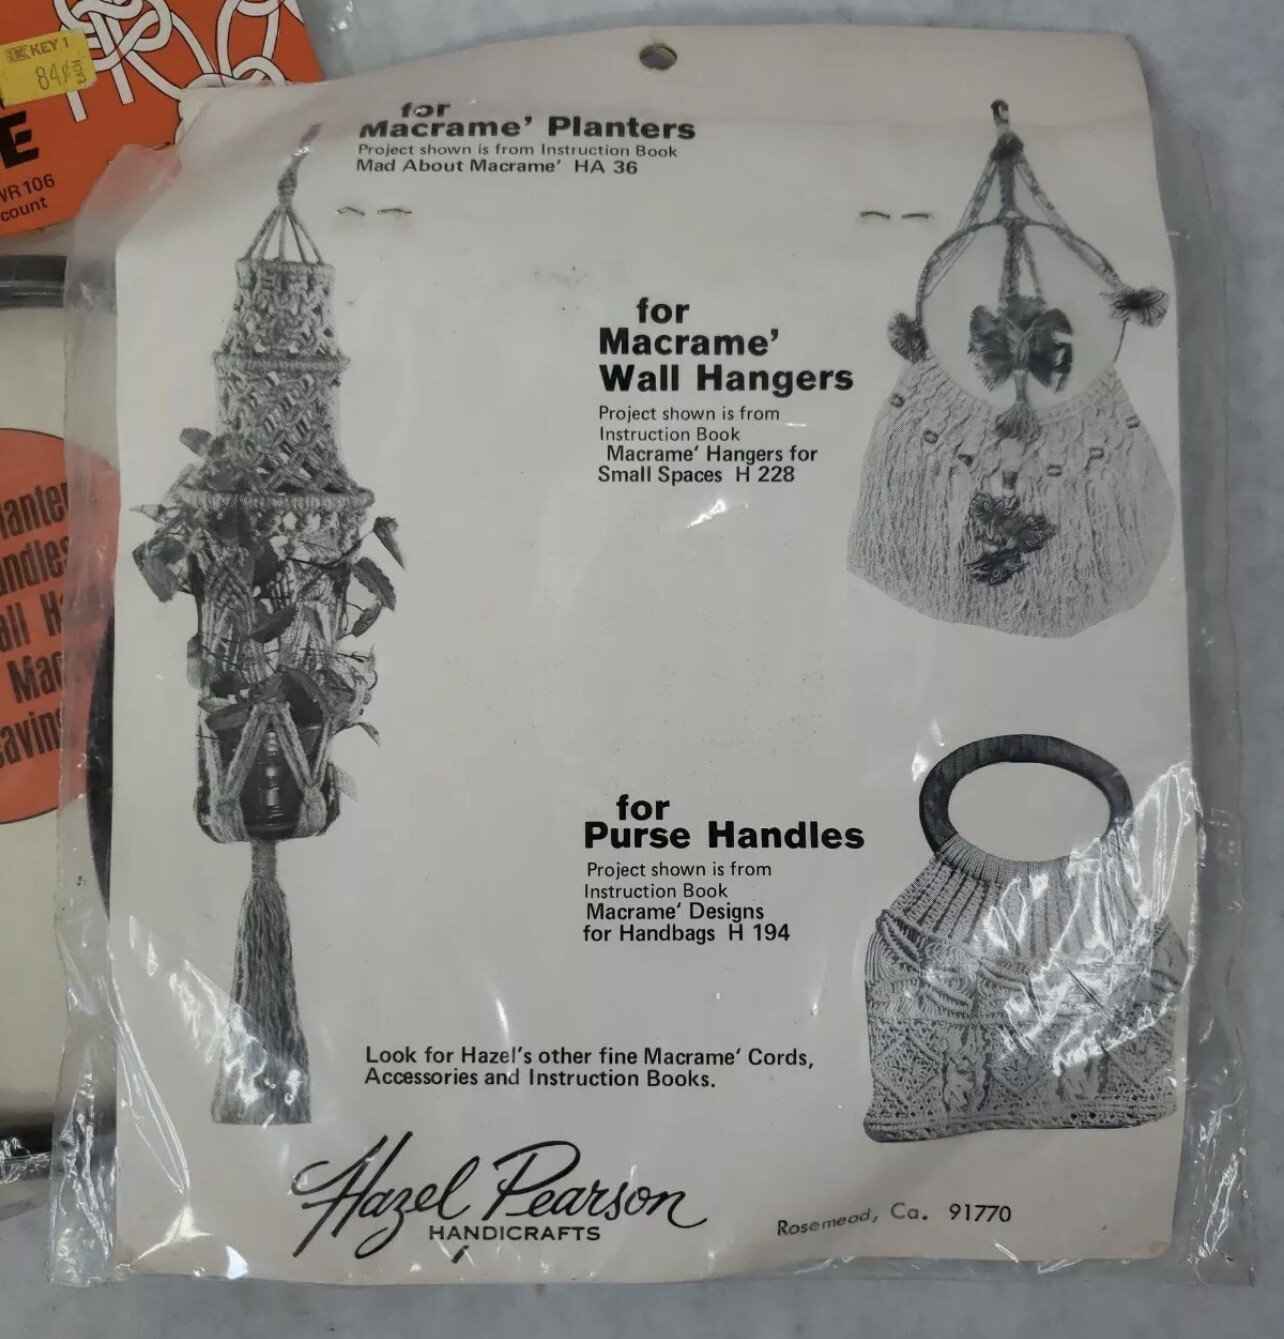 KEY 1
84¢ EACH
E
WR 106
count
for
Macrame' Planters
Project shown is from Instruction Book
Mad About Macrame' HA 36
for
Macrame'
Wall Hangers
Project shown is from
Instruction Book
Macrame' Hangers for
Small Spaces H 228
for
Purse Handles
Project shown is from
Instruction Book
Macrame' Designs
for Handbags H 194
Look for Hazel's other fine Macrame' Cords,
Accessories and Instruction Books.
Hazel Pearson
HANDICRAFTS
Rosemead, Ca. 91770